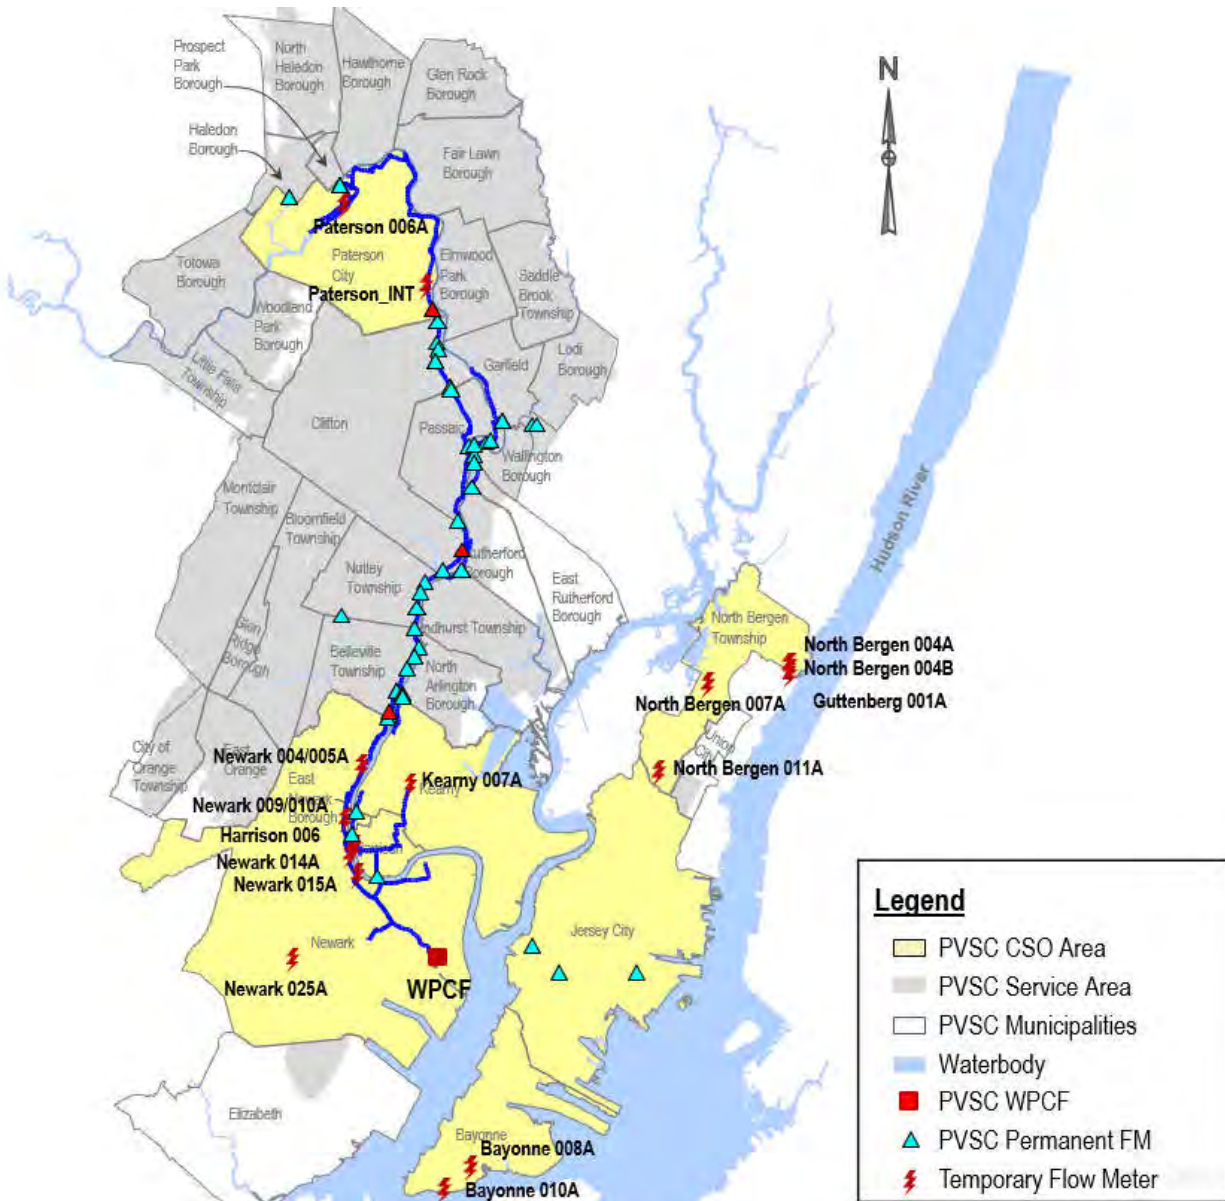 Prospect
Park
Borough
North
Haledon
Borough
Hawthorne
Borough
Glen Rock
Borough
N
Haledon
Borough
Fair Lawn
Borough
Paterson 006A
Totowa
Borough
Paterson
City
Elmwood
Park
Borough
Saddle
Brook
Township
Paterson_INT
Woodland
Park
Borough
Little Falls
Township
Garfield
Lodi
Borough
Clifton
Passaic
Wallington
Borough
Hudson River
Montclair
Township
Bloomfield
Township
Nutley
Township
Rutherford
Borough
East
Rutherford
Borough
Glen
Ridge
Borough
Belleville
Township
North
Arlington
Borough
North Bergen
Township
North Bergen 004A
North Bergen 004B
North Bergen 007A
Guttenberg 001A
Union
City
City of
Orange
Township
East
Orange
Newark 004/005A
East
Newark
Borough
Kearny 007A
Kearny
North Bergen 011A
Newark 009/010A
Harrison 006
Newark 014A
Newark 015A
Newark
Jersey City
Newark 025A
WPCF
Elizabeth
Bayonne
Bayonne 008A
Bayonne 010A
Legend
PVSC CSO Area
PVSC Service Area
PVSC Municipalities
Waterbody
PVSC WPCF
PVSC Permanent FM
Temporary Flow Meter